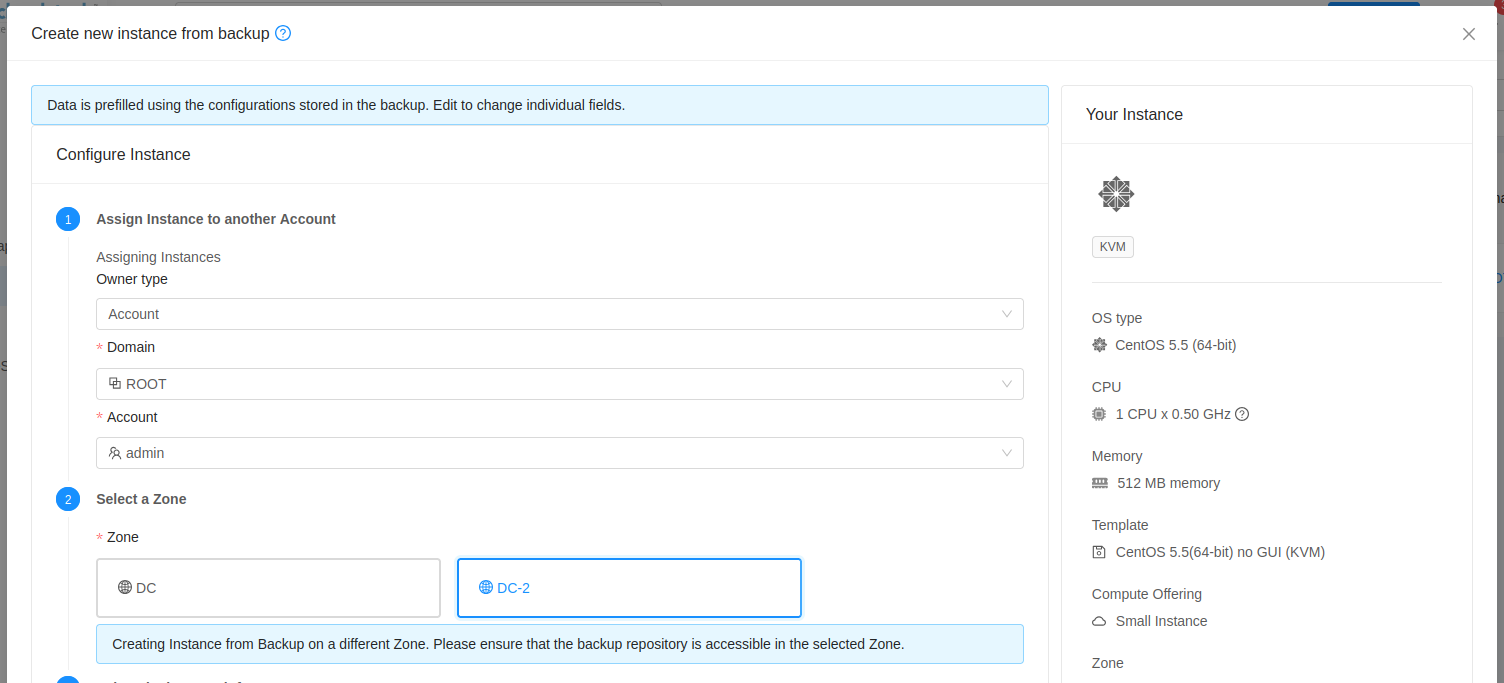 Create new instance from backup
Data is prefilled using the configurations stored in the backup. Edit to change individual fields.
Configure Instance
1 Assign Instance to another Account
Assigning Instances
Owner type
Account
* Domain
ROOT
* Account
admin
2 Select a Zone
* Zone
DC
DC-2
Creating Instance from Backup on a different Zone. Please ensure that the backup repository is accessible in the selected Zone.
Your Instance
KVM
OS type
CentOS 5.5 (64-bit)
CPU
1 CPU x 0.50 GHz
Memory
512 MB memory
Template
CentOS 5.5(64-bit) no GUI (KVM)
Compute Offering
Small Instance
Zone